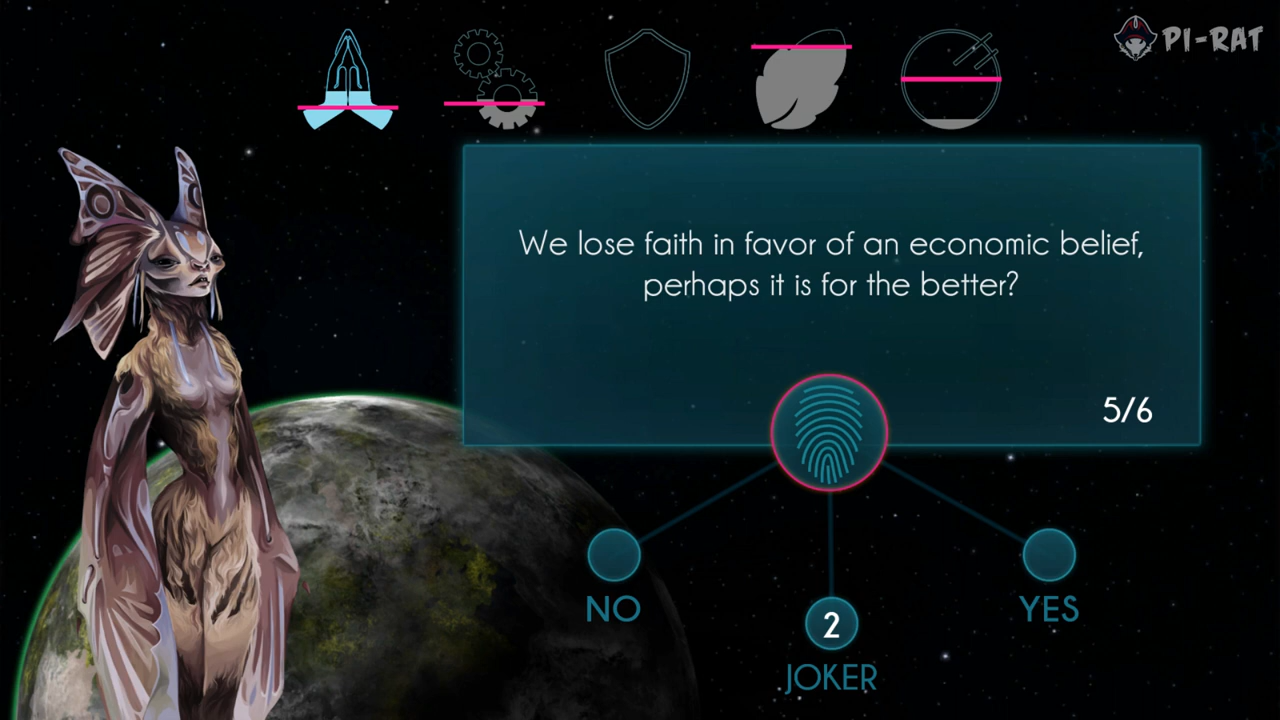 PI-RAT
We lose faith in favor of an economic belief,
perhaps it is for the better?
5/6
NO
YES
2
JOKER